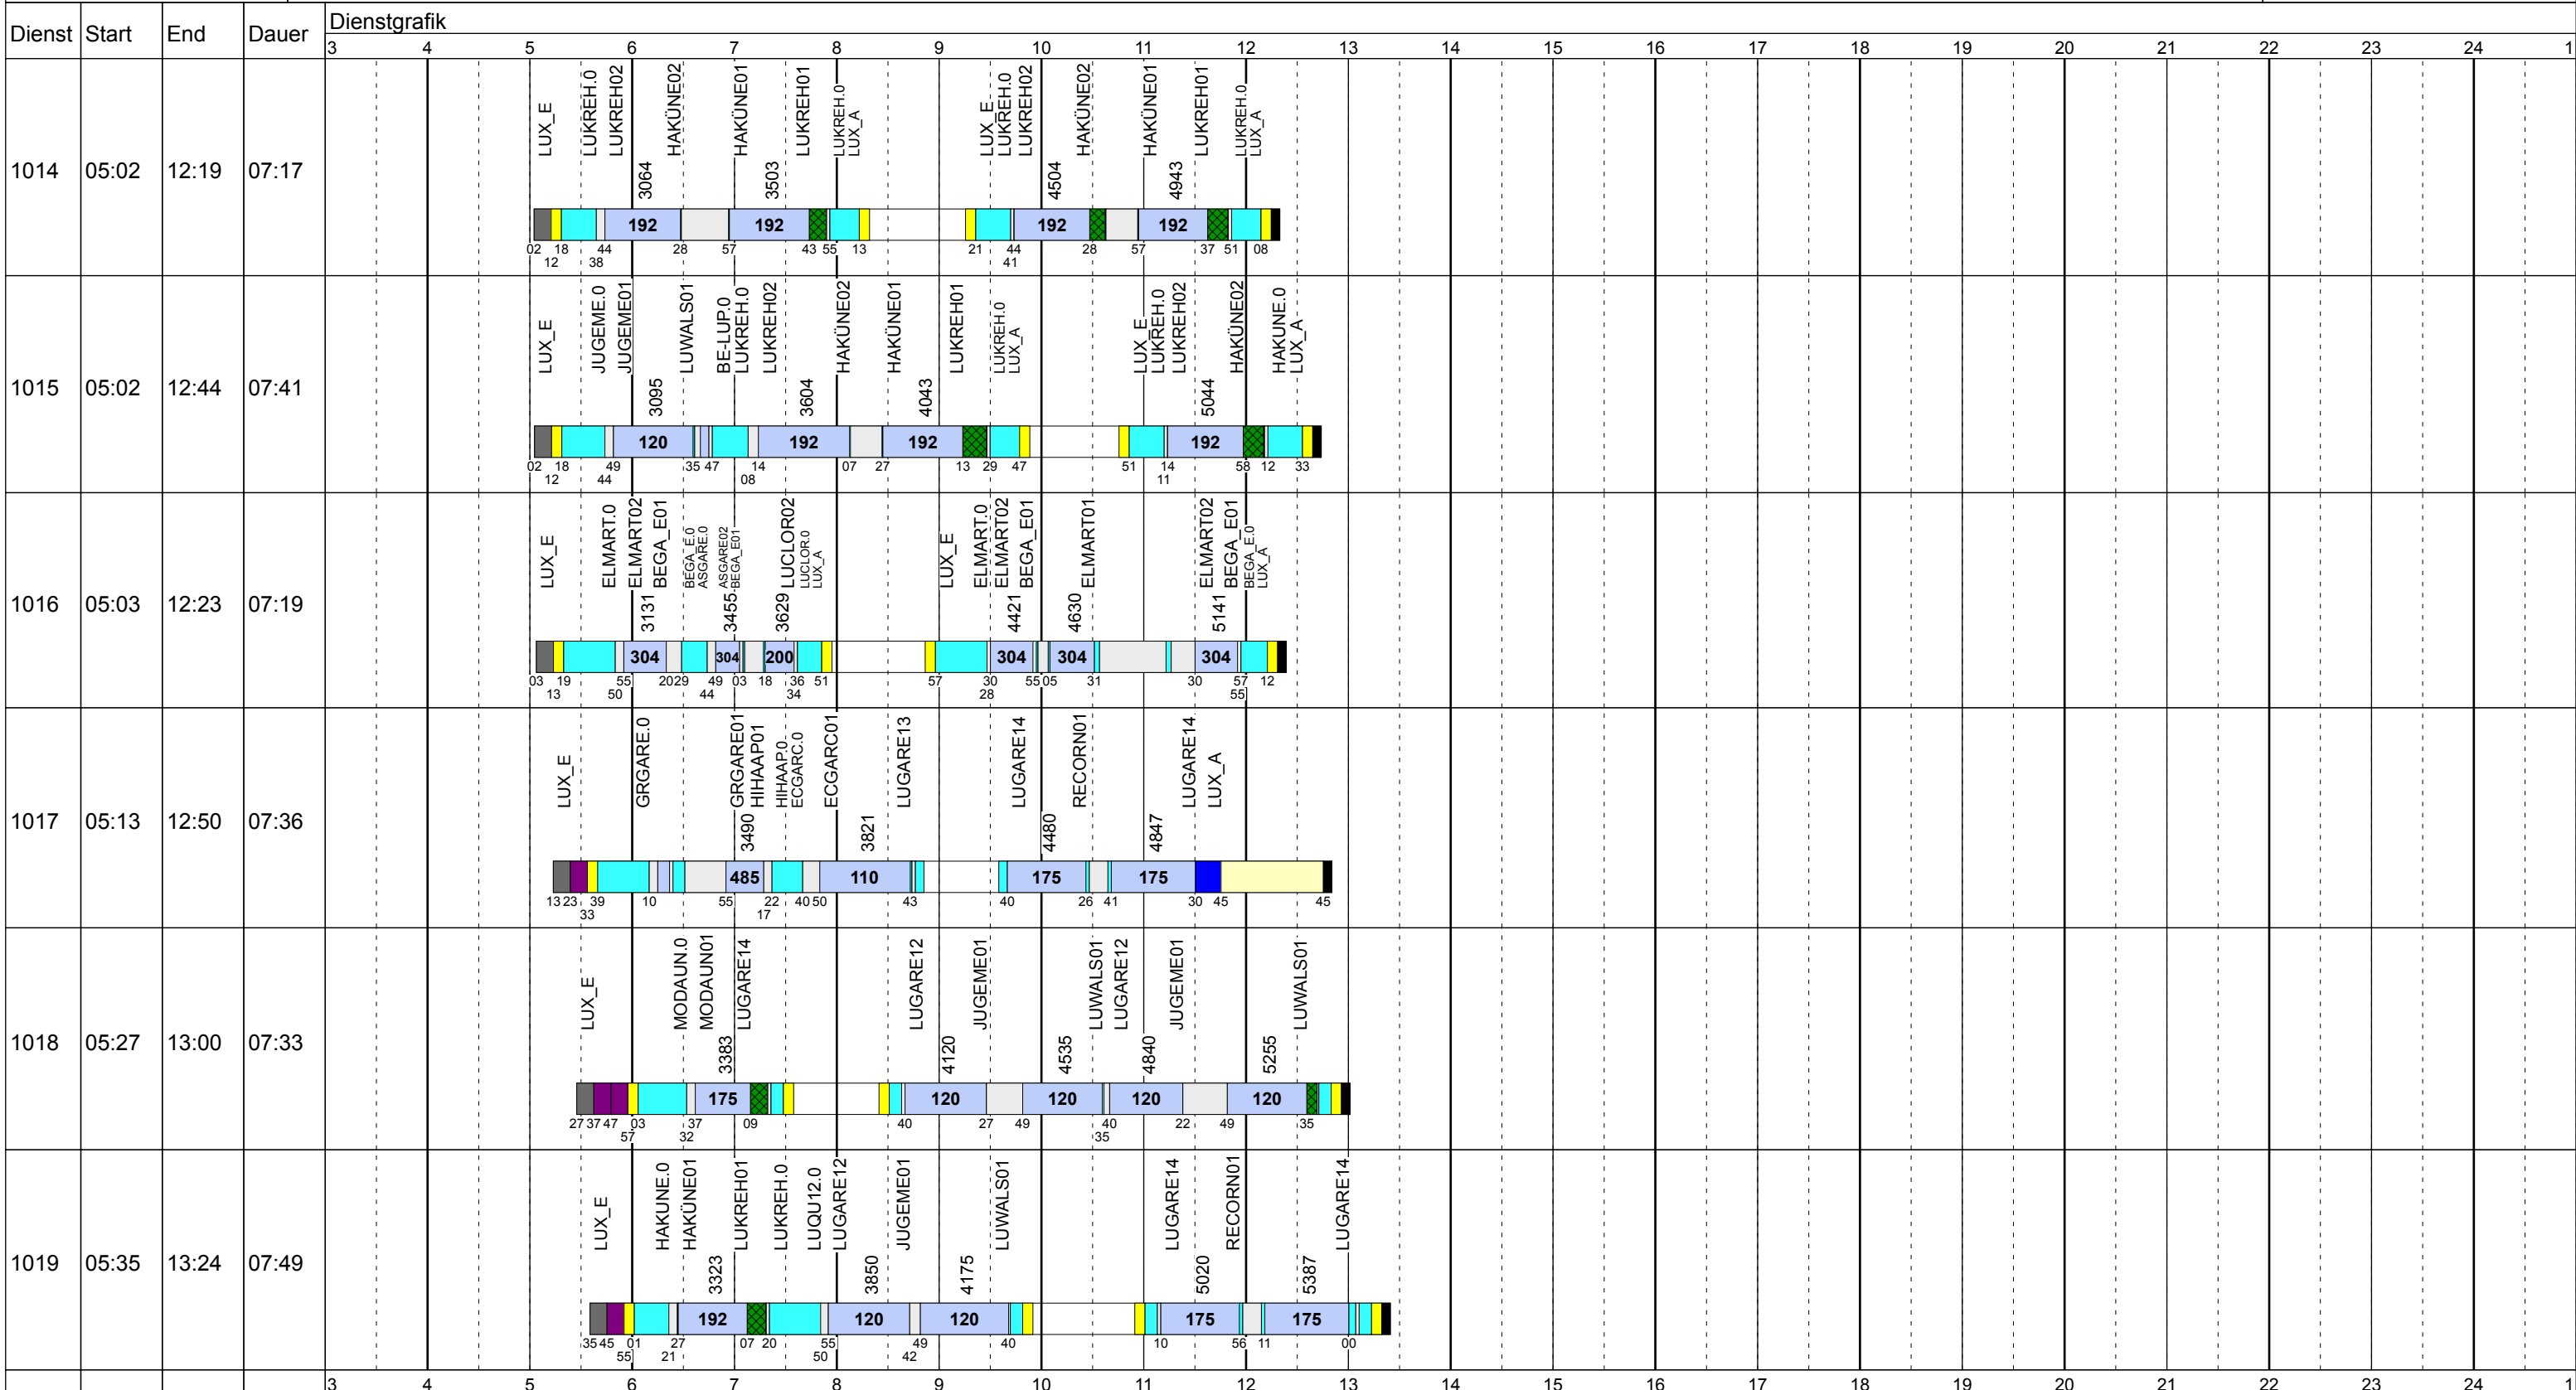 Dienst Start End Dauer Dienstgrafik
3 4 5 6 7 8 9 10 11 12 13 14 15 16 17 18 19 20 21 22 23 24 1
LUX_E LUKREH.0 LUKREH02 HAKÜNE02 HAKÜNE01 LUKREH01 LUKREH.0 LUX_A LUX_E LUKREH.0 LUKREH02 HAKÜNE02 HAKÜNE01 LUKREH01 LUKREH.0 LUX_A
3064 3503 4504 4943
1014 05:02 12:19 07:17
192 192 192 192
02 18 44 28 57 43 55 13 21 44 28 57 37 51 08
12 38 41
LUX_E JUGEME.0 JUGEME01 LUWALS01 BE-LUP.0 LUKREH.0 LUKREH02 HAKÜNE02 HAKÜNE01 LUKREH01 LUKREH.0 LUX_A LUX_E LUKREH.0 LUKREH02 HAKÜNE02 HAKUNE.0 LUX_A
3095 3604 4043 5044
1015 05:02 12:44 07:41
120 192 192 192
02 18 49 35 47 14 07 27 13 29 47 51 14 58 12 33
12 44 08 11
LUX_E ELMART.0 ELMART02 BEGA_E01 BEGA_E.0 ASGARE.0 ASGARE02 BEGA_E01 LUCLOR02 LUCLOR.0 LUX_A LUX_E ELMART.0 ELMART02 BEGA_E01 ELMART01 ELMART02 BEGA_E01 BEGA_E.0 LUX_A
3131 3455 3629 4421 4630 5141
1016 05:03 12:23 07:19
304 304 200 304 304 304
03 19 55 20 29 49 03 18 36 51 57 30 55 05 31 30 57 12
13 50 44 34 28 55
LUX_E GRGARE.0 GRGARE01 HIHAAP01 HIHAAP.0 ECGARC.0 ECGARC01 LUGARE13 LUGARE14 RECORN01 LUGARE14 LUX_A
3490 3821 4480 4847
1017 05:13 12:50 07:36
485 110 175 175
13 23 39 10 55 22 40 50 43 40 26 41 30 45 45
33 17
LUX_E MODAUN.0 MODAUN01 LUGARE14 LUGARE12 JUGEME01 LUWALS01 LUGARE12 JUGEME01 LUWALS01
3383 4120 4535 4840 5255
1018 05:27 13:00 07:33
175 120 120 120 120
27 37 47 03 37 09 40 27 49 40 22 49 35
57 32 35
LUX_E HAKUNE.0 HAKÜNE01 LUKREH01 LUKREH.0 LUQU12.0 LUGARE12 JUGEME01 LUWALS01 LUGARE14 RECORN01 LUGARE14
3323 3850 4175 5020 5387
1019 05:35 13:24 07:49
192 120 120 175 175
35 45 01 27 07 20 55 49 40 10 56 11 00
55 21 50 42
3 4 5 6 7 8 9 10 11 12 13 14 15 16 17 18 19 20 21 22 23 24 1